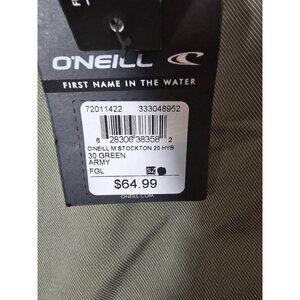 O'NEILL
FIRST NAME IN THE WATER
72011422 333048952
6 28306 38358 2
O'NEILL M STOCKTON 20 HYB
30 GREEN
ARMY
FGL SZ
$64.99
ONEILL.COM